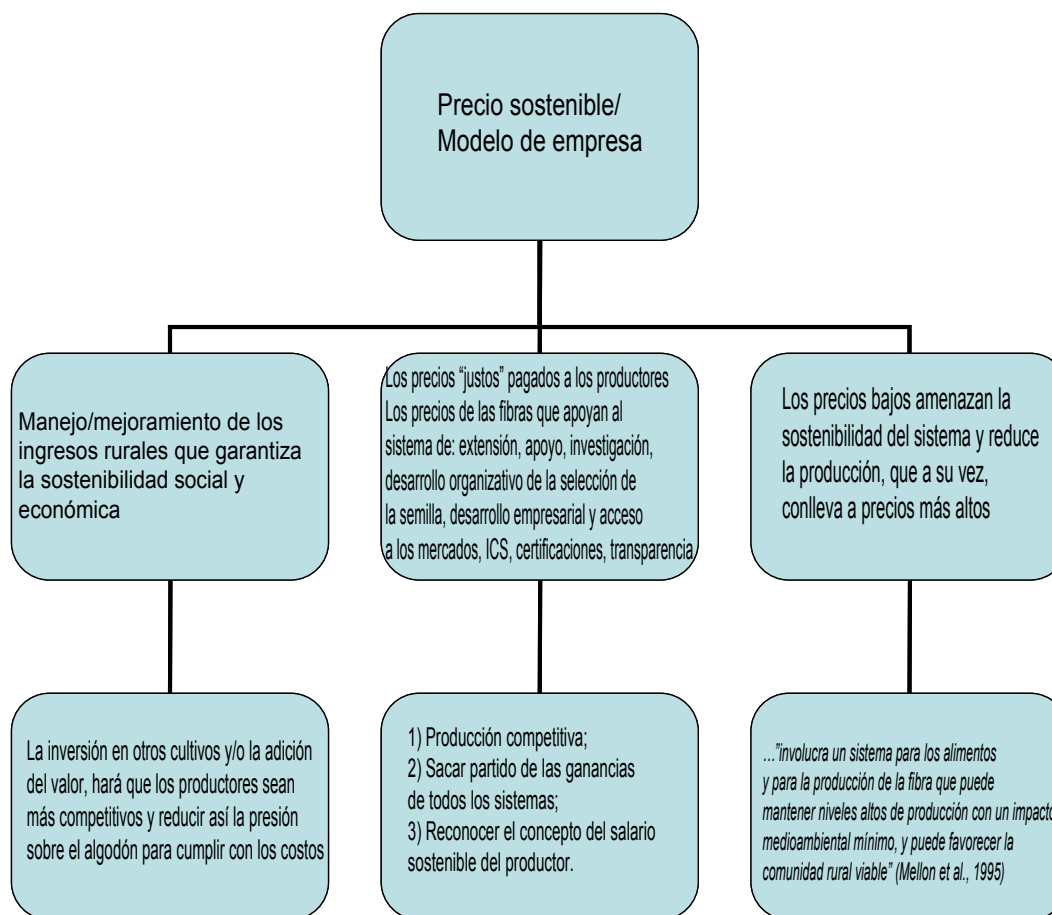 Precio sostenible/
Modelo de empresa
Manejo/mejoramiento de los
ingresos rurales que garantiza
la sostenibilidad social y
económica
Los precios “justos” pagados a los productores
Los precios de las fibras que apoyan al
sistema de: extensión, apoyo, investigación,
desarrollo organizativo de la selección de
la semilla, desarrollo empresarial y acceso
a los mercados, ICS, certificaciones, transparencia
Los precios bajos amenazan la
sostenibilidad del sistema y reduce
la producción, que a su vez,
conlleva a precios más altos
La inversión en otros cultivos y/o la adición
del valor, hará que los productores sean
más competitivos y reducir así la presión
sobre el algodón para cumplir con los costos
1) Producción competitiva;
2) Sacar partido de las ganancias
de todos los sistemas;
3) Reconocer el concepto del salario
sostenible del productor.
…”involucra un sistema para los alimentos
y para la producción de la fibra que puede
mantener niveles altos de producción con un impacto
medioambiental mínimo, y puede favorecer la
comunidad rural viable” (Mellon et al., 1995)